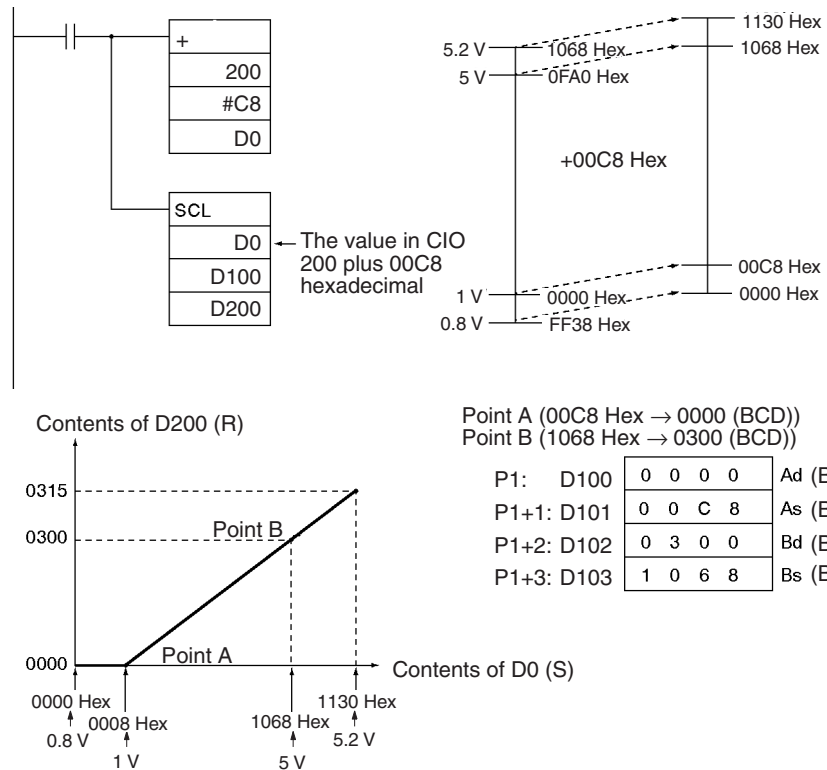 +
200
#C8
D0
SCL
D0
D100
D200
The value in CIO
200 plus 00C8
hexadecimal
1130 Hex
5.2 V
1068 Hex
1068 Hex
5 V
0FA0 Hex
+00C8 Hex
00C8 Hex
1 V
0000 Hex
0000 Hex
0.8 V
FF38 Hex
Contents of D200 (R)
0315
0300
Point B
0000
Point A
Contents of D0 (S)
0000 Hex
0008 Hex
1068 Hex
1130 Hex
0.8 V
1 V
5 V
5.2 V
Point A (00C8 Hex → 0000 (BCD))
Point B (1068 Hex → 0300 (BCD))
P1: D100 0 0 0 0 Ad
P1+1: D101 0 0 C 8 As
P1+2: D102 0 3 0 0 Bd
P1+3: D103 1 0 6 8 Bs